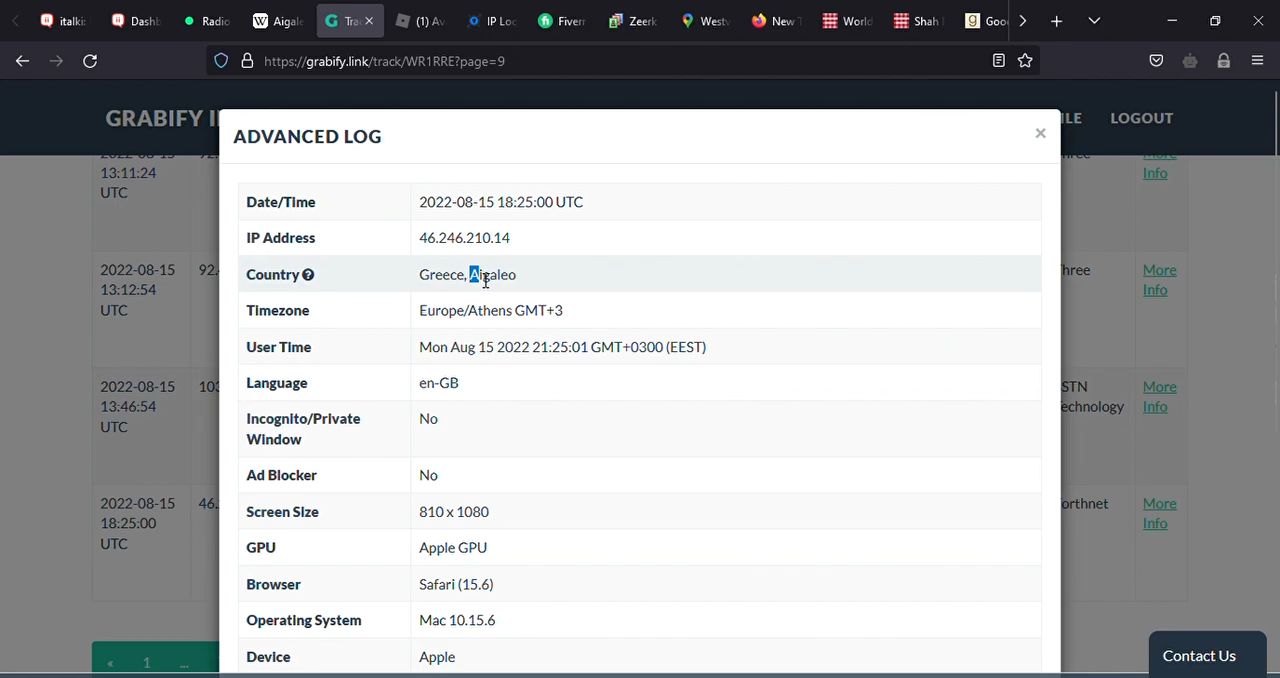 italki
Dashb
Radio
Aigale
Trac
(1) Av
IP Loc
Fiverr
Zeerk
Westw
New T
World
Shah
Goo
https://grabify.link/track/WR1RRE?page=9
GRABIFY I
LOGOUT
ADVANCED LOG
13:11:24
UTC
Info
Date/Time 2022-08-15 18:25:00 UTC
IP Address 46.246.210.14
2022-08-15 92.
13:12:54
UTC
Country Greece, Aigaleo
hree More
Info
Timezone Europe/Athens GMT+3
User Time Mon Aug 15 2022 21:25:01 GMT+0300 (EEST)
2022-08-15 103
13:46:54
UTC
Language en-GB
STN More
echnology Info
Incognito/Private No
Window
Ad Blocker No
2022-08-15 46.
18:25:00
UTC
Screen Size 810 x 1080
orthnet More
Info
GPU Apple GPU
Browser Safari (15.6)
Operating System Mac 10.15.6
Device Apple
« 1 ...
Contact Us